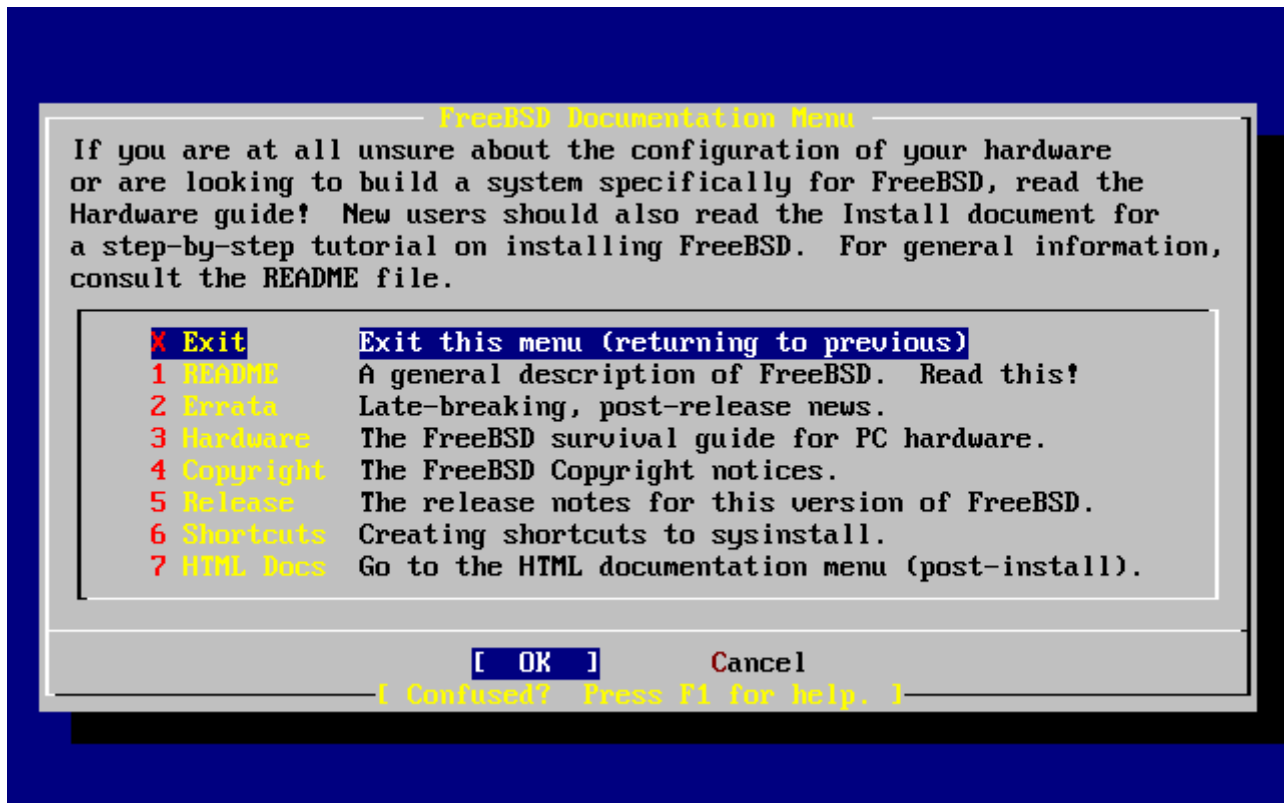 FreeBSD Documentation Menu
If you are at all unsure about the configuration of your hardware
or are looking to build a system specifically for FreeBSD, read the
Hardware guide!  New users should also read the Install document for
a step-by-step tutorial on installing FreeBSD.  For general information,
consult the README file.
X Exit Exit this menu (returning to previous)
1 README A general description of FreeBSD.  Read this!
2 Errata Late-breaking, post-release news.
3 Hardware The FreeBSD survival guide for PC hardware.
4 Copyright The FreeBSD Copyright notices.
5 Release The release notes for this version of FreeBSD.
6 Shortcuts Creating shortcuts to sysinstall.
7 HTML Docs Go to the HTML documentation menu (post-install).
[ OK ] Cancel
[ Confused?  Press F1 for help. ]